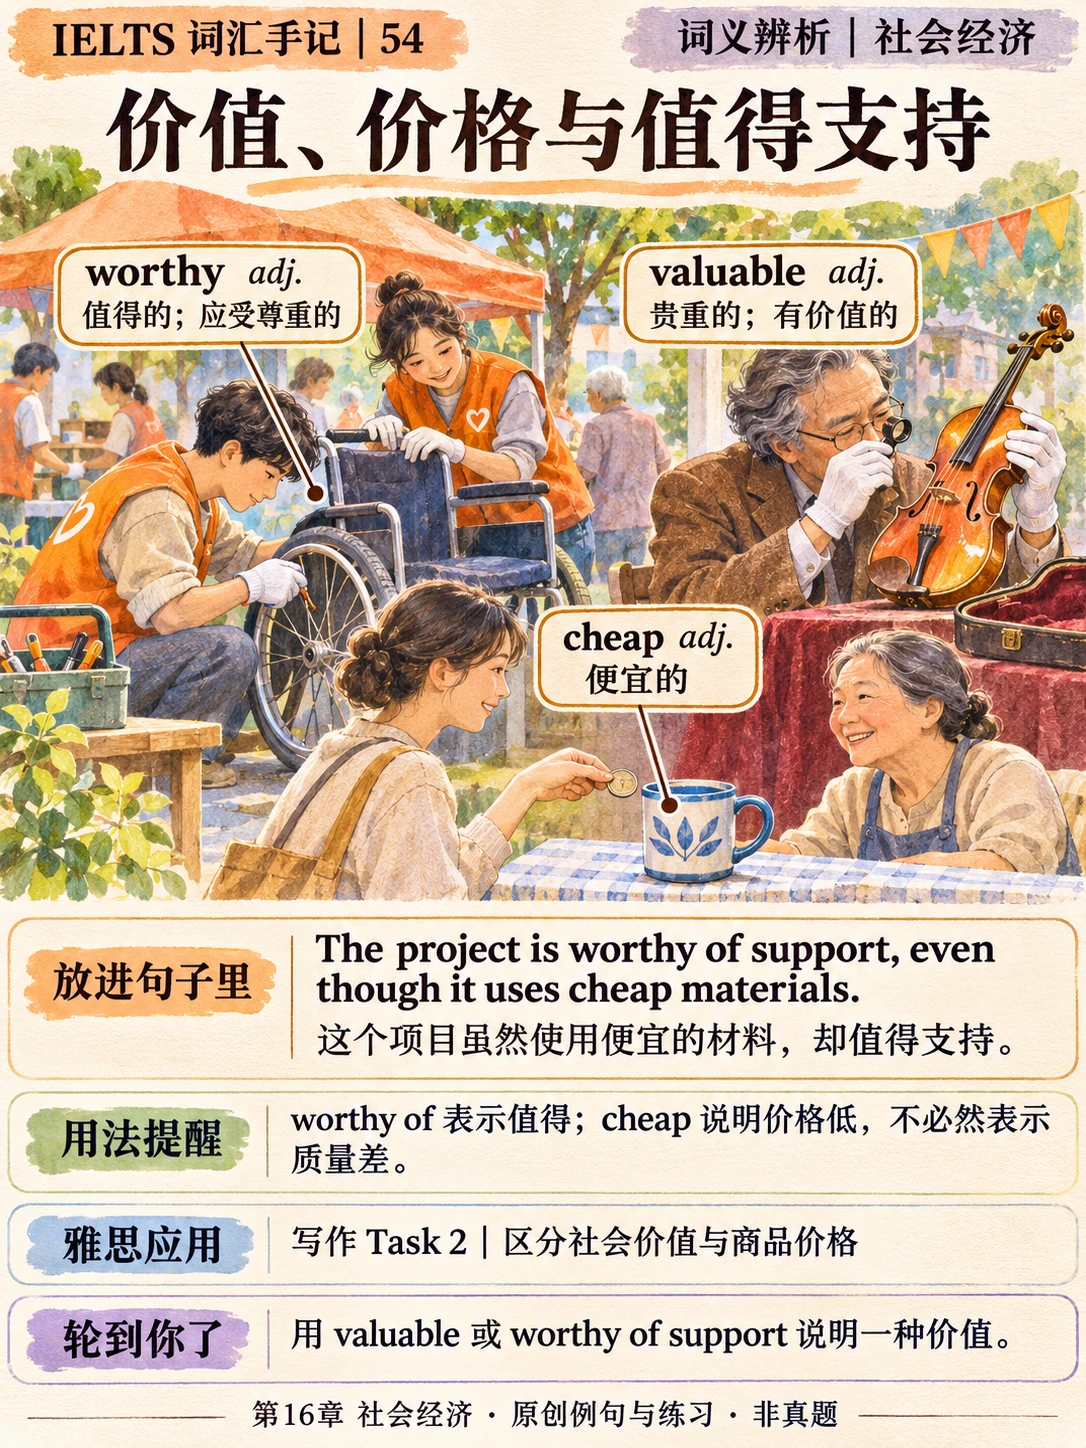 IELTS 词汇手记 | 54
词义辨析 | 社会经济
价值、价格与值得支持
worthy adj.
值得的；应受尊重的
valuable adj.
贵重的；有价值的
cheap adj.
便宜的
放进句子里
The project is worthy of support, even
though it uses cheap materials.
这个项目虽然使用便宜的材料，却值得支持。
用法提醒
worthy of 表示值得；cheap 说明价格低，不必然表示
质量差。
雅思应用
写作 Task 2 | 区分社会价值与商品价格
轮到你了
用 valuable 或 worthy of support 说明一种价值。
第16章 社会经济 · 原创例句与练习 · 非真题